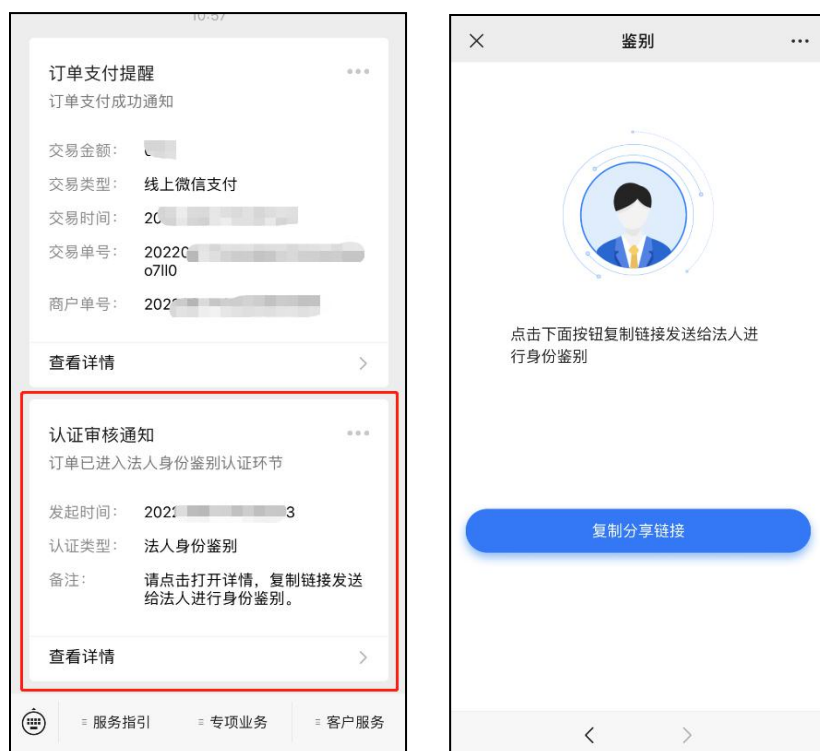 10:57
订单支付提醒
订单支付成功通知
交易金额：
交易类型： 线上微信支付
交易时间： 20
交易单号： 20220
o7ll0
商户单号： 202
查看详情
认证审核通知
订单已进入法人身份鉴别认证环节
发起时间： 2022 3
认证类型： 法人身份鉴别
备注： 请点击打开详情，复制链接发送
给法人进行身份鉴别。
查看详情
服务指引 专项业务 客户服务
鉴别
点击下面按钮复制链接发送给法人进
行身份鉴别
复制分享链接